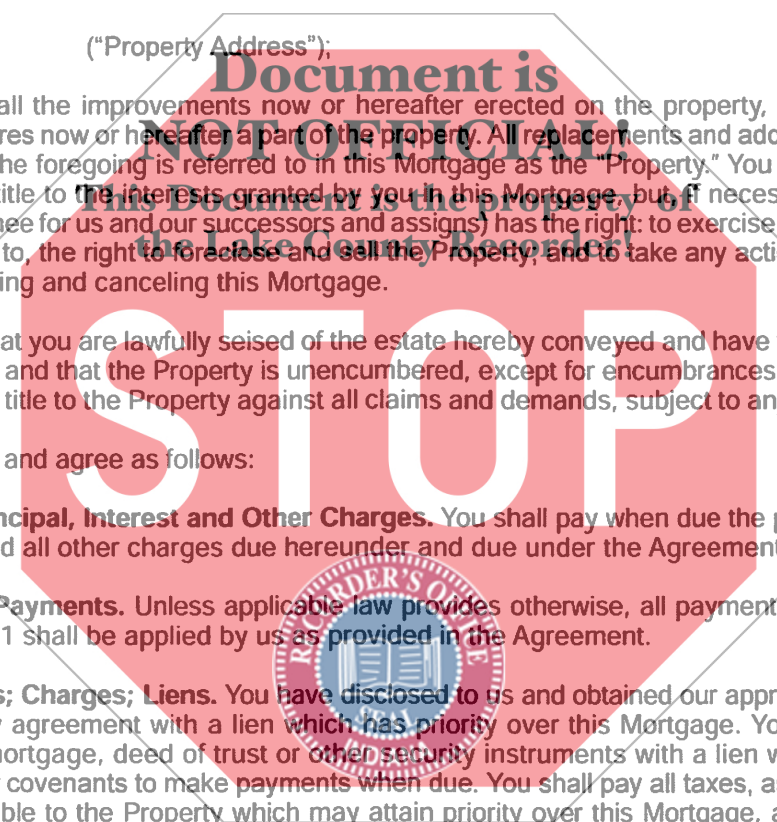 ("Property Address");
Document is
all the improvements now or hereafter erected on the property,
NOT OFFICIAL!
res now or hereafter a part of the property. All replacements and add
he foregoing is referred to in this Mortgage as the "Property." You
This Document is the property of
itle to the interests granted by you in this Mortgage, but, if neces
nee for us and our successors and assigns) has the right: to exercise
the Lake County Recorder!
to, the right to foreclose and sell the Property; and to take any acti
ing and canceling this Mortgage.
STOP
at you are lawfully seised of the estate hereby conveyed and have
and that the Property is unencumbered, except for encumbrances
title to the Property against all claims and demands, subject to an
and agree as follows:
ncipal, Interest and Other Charges. You shall pay when due the p
d all other charges due hereunder and due under the Agreement
RECORDER'S OFFICE
Payments. Unless applicable law provides otherwise, all payment
1 shall be applied by us as provided in the Agreement.
s; Charges; Liens. You have disclosed to us and obtained our appr
SEAL
y agreement with a lien which has priority over this Mortgage. Yo
INDIANA
mortgage, deed of trust or other security instruments with a lien w
r covenants to make payments when due. You shall pay all taxes, a
ble to the Property which may attain priority over this Mortgage, a